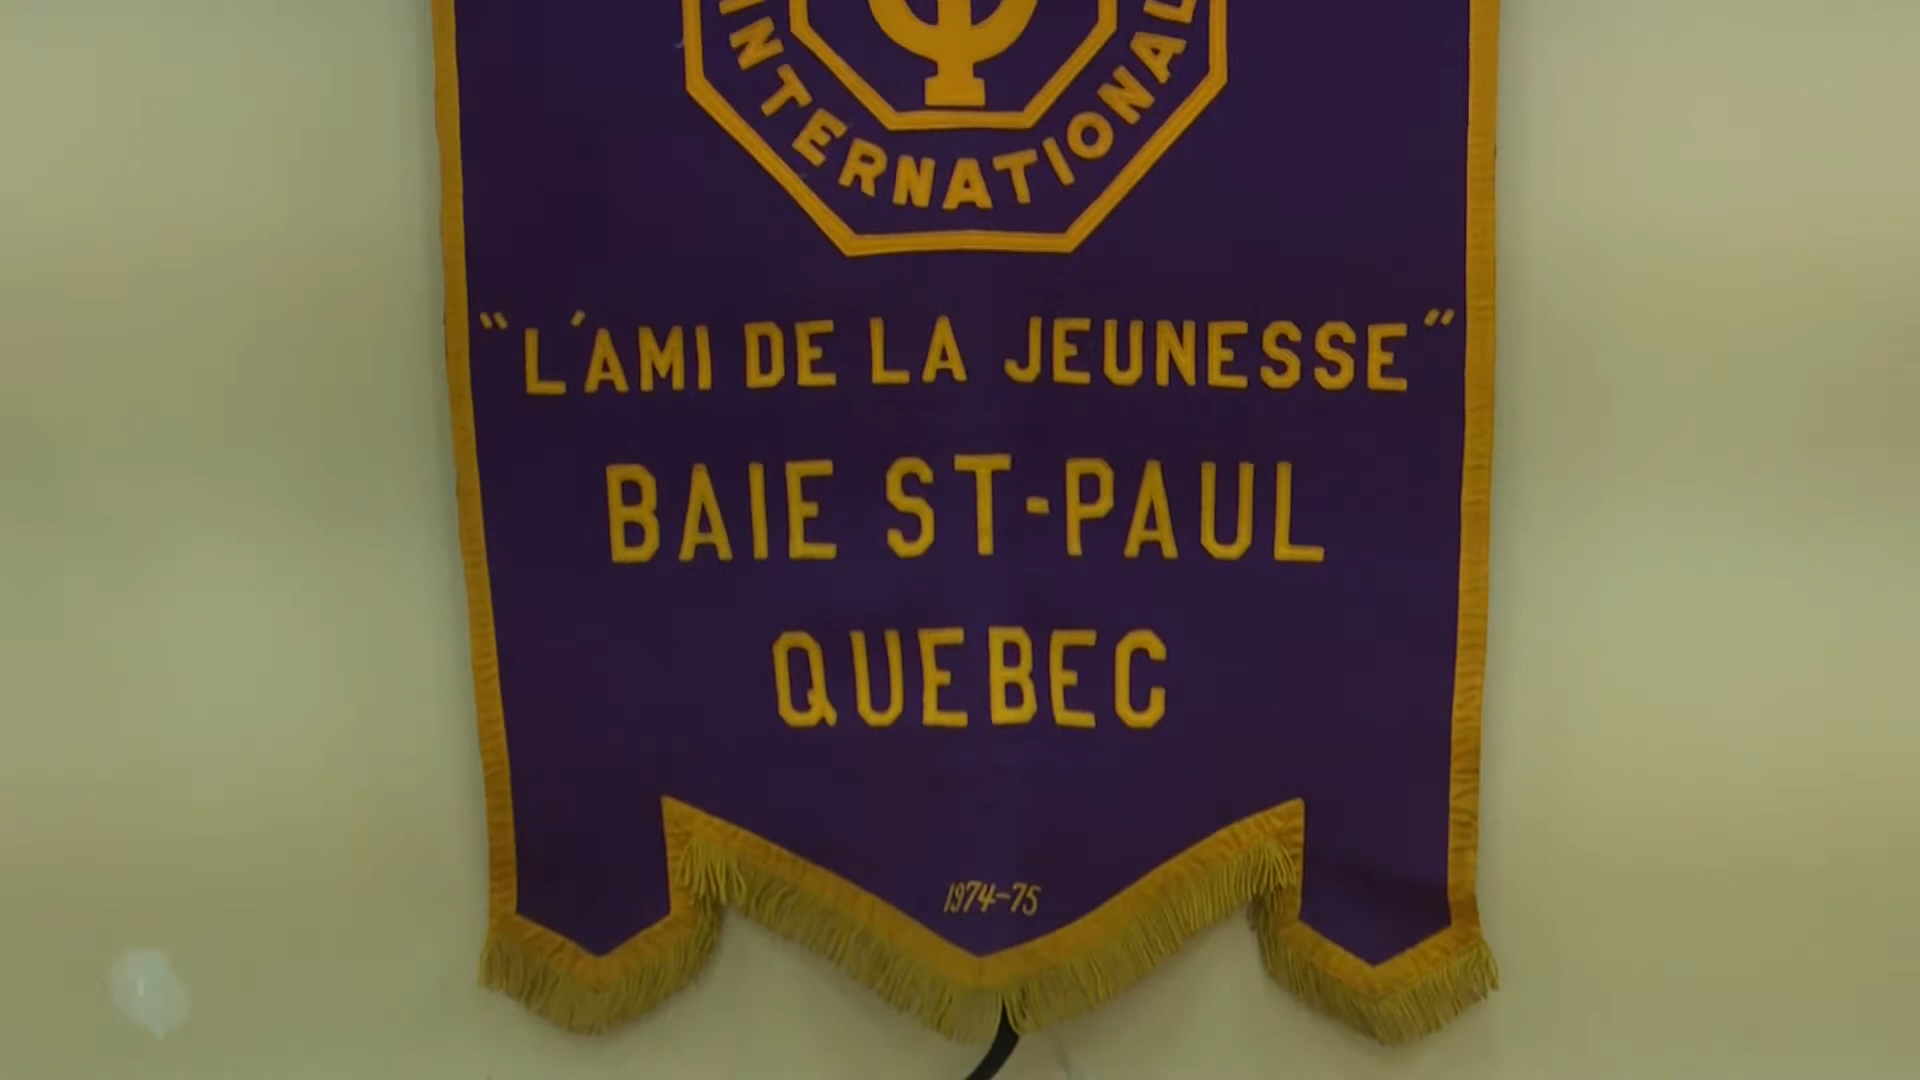 INTERNATIONAL
"L'AMI DE LA JEUNESSE"
BAIE ST-PAUL
QUEBEC
1974-75